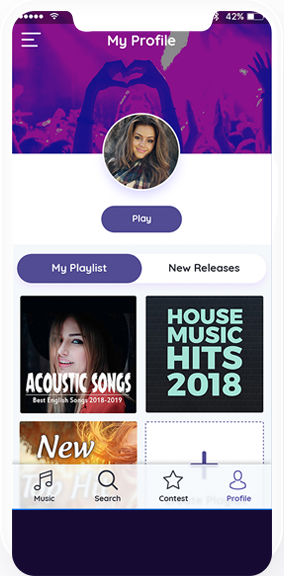 42%
My Profile
Play
My Playlist
New Releases
ACOUSTIC SONGS
Best English Songs 2018-2019
HOUSE
MUSIC
HITS
2018
New
Music
Search
Contest
Profile